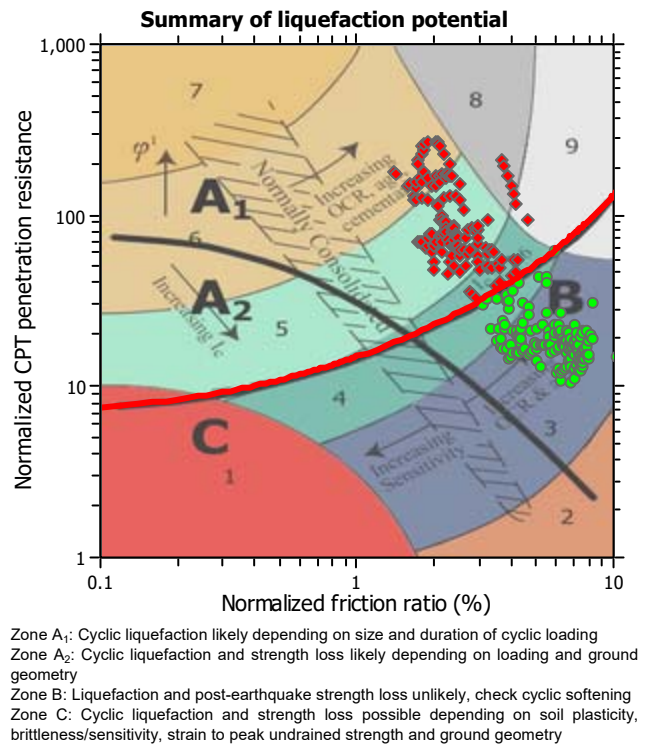 Summary of liquefaction potential
Normalized CPT penetration resistance
1,000
100
10
1
0.1
1
10
Normalized friction ratio (%)
7
8
9
φ'
A1
Increasing
OCR, ag
cementa
Normally Consolidated
6
A2
Increasing Ic
5
B
4
C
1
Increasing
Sensitivity
3
2
Zone A1: Cyclic liquefaction likely depending on size and duration of cyclic loading
Zone A2: Cyclic liquefaction and strength loss likely depending on loading and ground
geometry
Zone B: Liquefaction and post-earthquake strength loss unlikely, check cyclic softening
Zone C: Cyclic liquefaction and strength loss possible depending on soil plasticity,
brittleness/sensitivity, strain to peak undrained strength and ground geometry